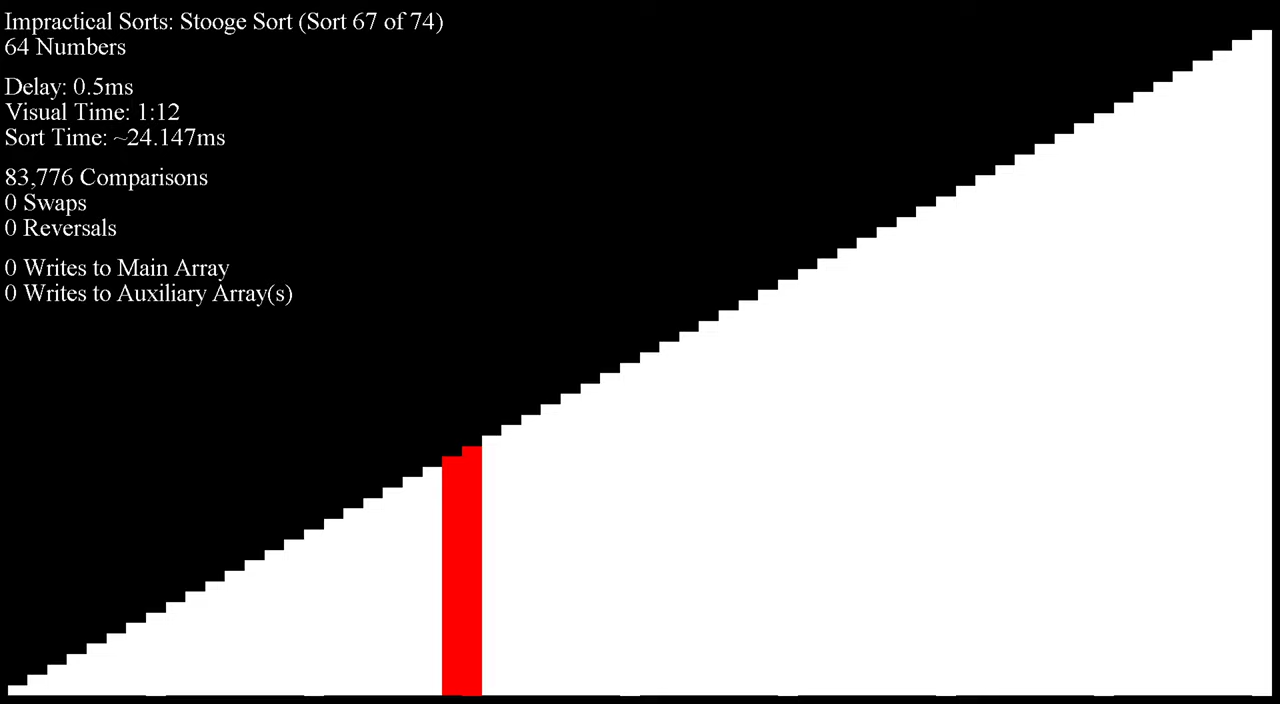 Impractical Sorts: Stooge Sort (Sort 67 of 74)
64 Numbers
Delay: 0.5ms
Visual Time: 1:12
Sort Time: ~24.147ms
83,776 Comparisons
0 Swaps
0 Reversals
0 Writes to Main Array
0 Writes to Auxiliary Array(s)